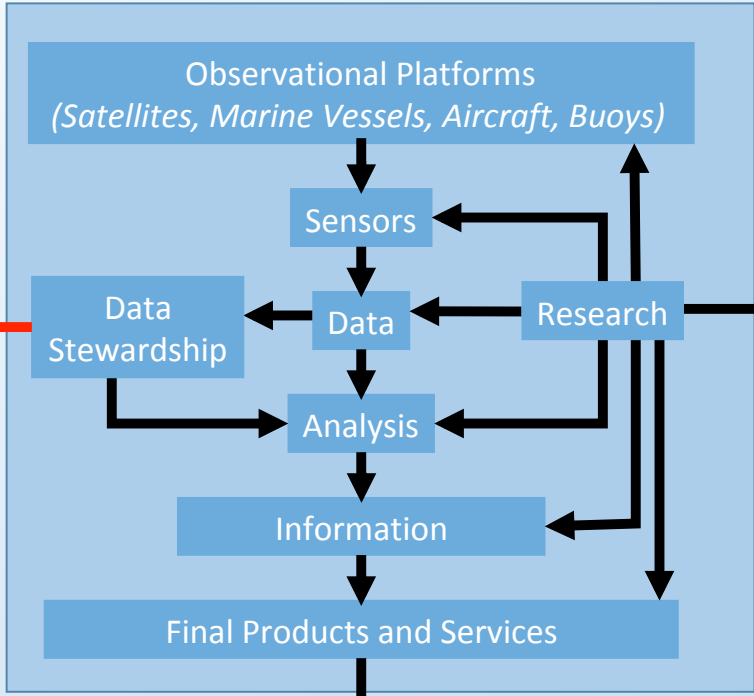 Observational Platforms
(Satellites, Marine Vessels, Aircraft, Buoys)
Sensors
Data
Stewardship
Data
Research
Analysis
Information
Final Products and Services